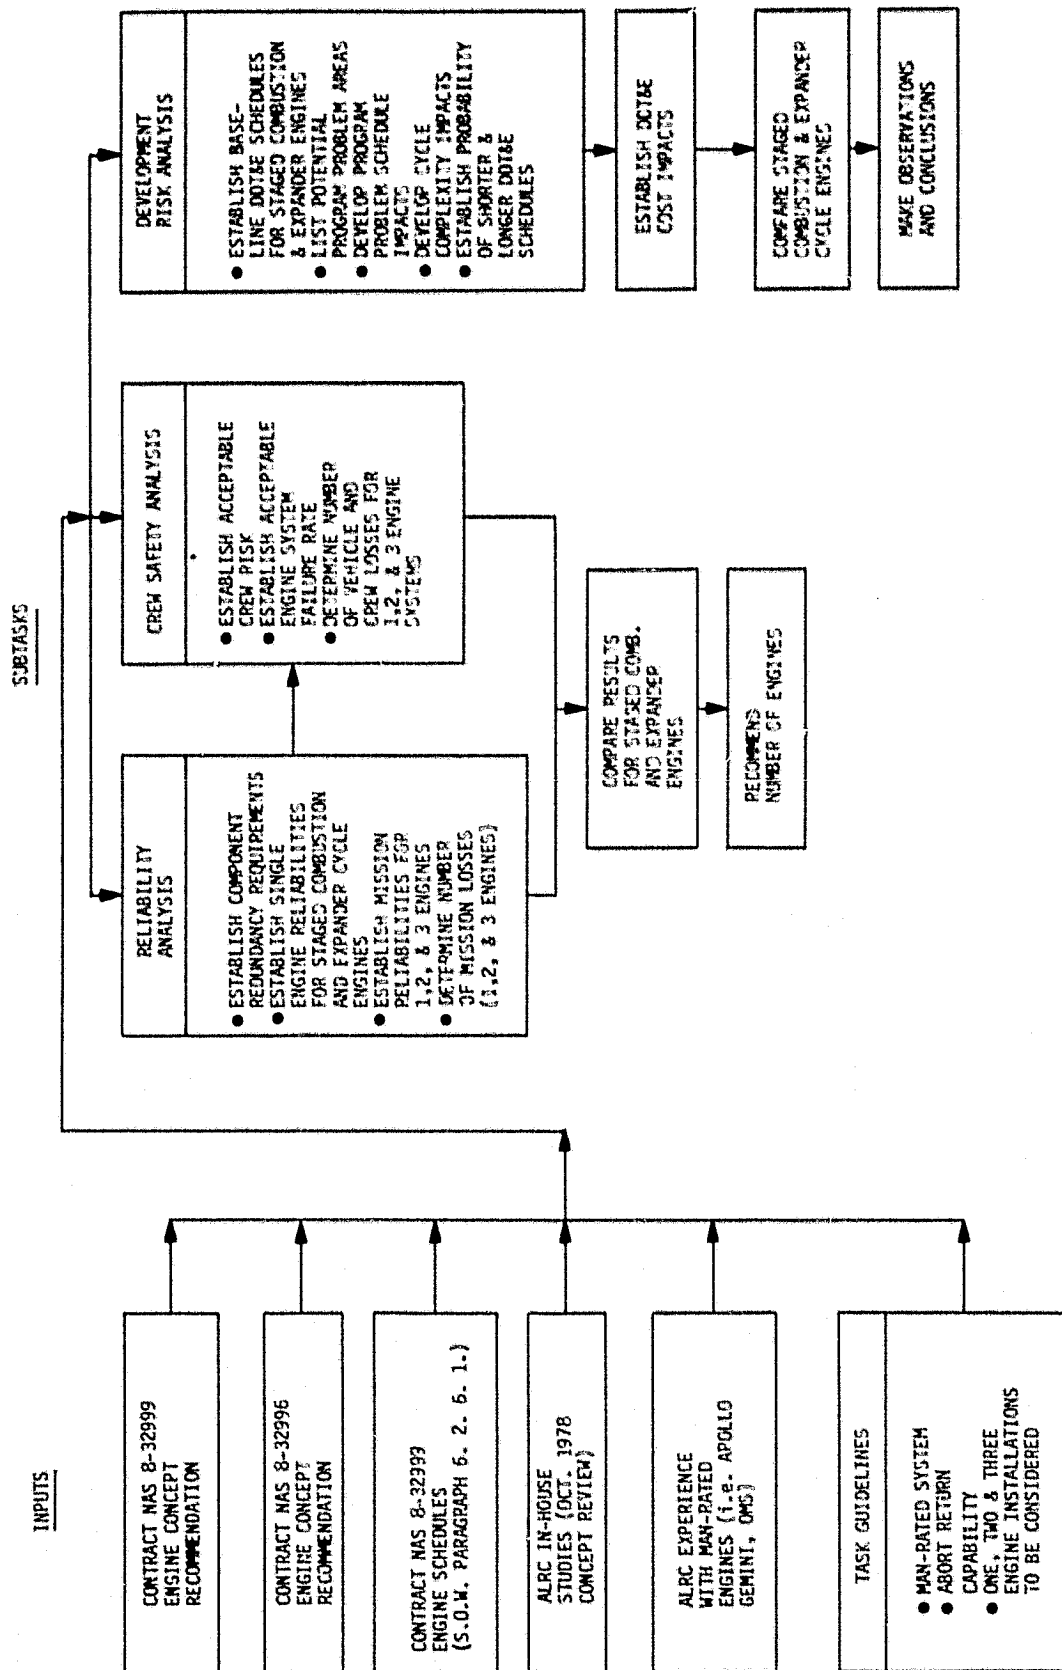 INPUTS
CONTRACT NAS 8-32999
ENGINE CONCEPT
RECOMMENDATION
CONTRACT NAS 8-32996
ENGINE CONCEPT
RECOMMENDATION
CONTRACT NAS 8-32999
ENGINE SCHEDULES
(S.O.W. PARAGRAPH 6. 2. 6. 1.)
ALRC IN-HOUSE
STUDIES (OCT. 1978
CONCEPT REVIEW)
ALRC EXPERIENCE
WITH MAN-RATED
ENGINES (i.e. APOLLO
GEMINI, OMS)
TASK GUIDELINES
● MAN-RATED SYSTEM
● ABORT RETURN
CAPABILITY
● ONE, TWO & THREE
ENGINE INSTALLATIONS
TO BE CONSIDERED
SUBTASKS
RELIABILITY
ANALYSIS
● ESTABLISH COMPONENT
REDUNDANCY REQUIREMENTS
● ESTABLISH SINGLE
ENGINE RELIABILITIES
FOR STAGED COMBUSTION
AND EXPANDER CYCLE
ENGINES
● ESTABLISH MISSION
RELIABILITIES FOR
1,2, & 3 ENGINES
● DETERMINE NUMBER
OF MISSION LOSSES
(1,2, & 3 ENGINES)
CREW SAFETY ANALYSIS
● ESTABLISH ACCEPTABLE
CREW RISK
● ESTABLISH ACCEPTABLE
ENGINE SYSTEM
FAILURE RATE
● DETERMINE NUMBER
OF VEHICLE AND
CREW LOSSES FOR
1,2, & 3 ENGINE
SYSTEMS
COMPARE RESULTS
FOR STAGED COMB.
AND EXPANDER
ENGINES
RECOMMEND
NUMBER OF ENGINES
DEVELOPMENT
RISK ANALYSIS
● ESTABLISH BASE-
LINE DDT&E SCHEDULES
FOR STAGED COMBUSTION
& EXPANDER ENGINES
● LIST POTENTIAL
PROGRAM PROBLEM AREAS
● DEVELOP PROGRAM
PROBLEM SCHEDULE
IMPACTS
● DEVELOP CYCLE
COMPLEXITY IMPACTS
● ESTABLISH PROBABILITY
OF SHORTER &
LONGER DDT&E
SCHEDULES
ESTABLISH DDT&E
COST IMPACTS
COMPARE STAGED
COMBUSTION & EXPANDER
CYCLE ENGINES
MAKE OBSERVATIONS
AND CONCLUSIONS